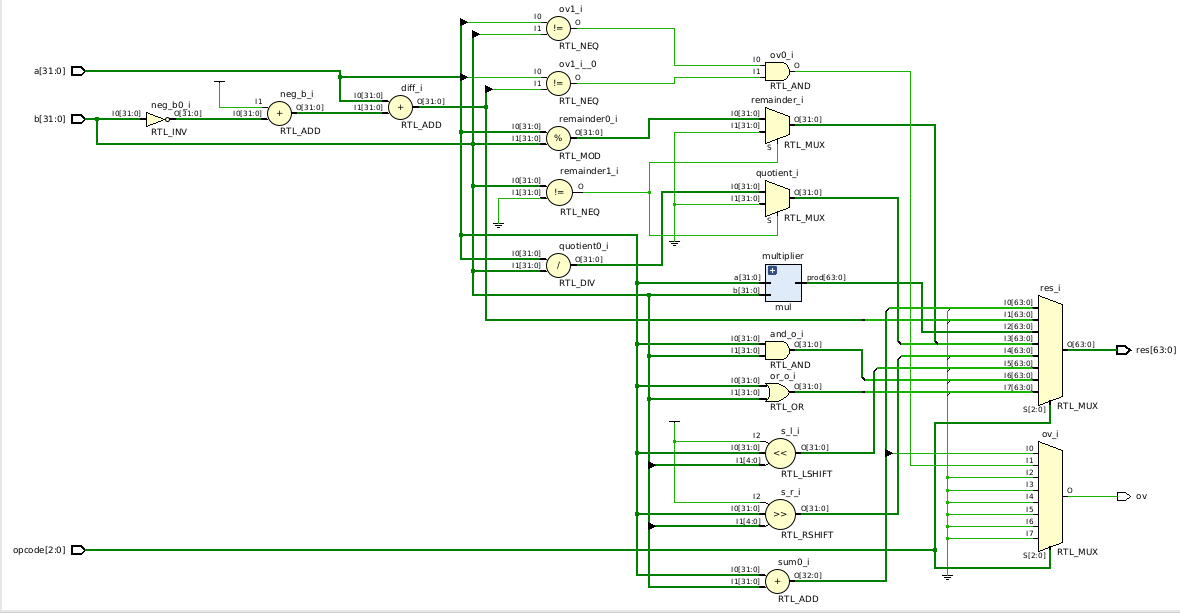 ov1_i
I0
O
I1
!=
RTL_NEQ
ov1_i__0
I0
O
I1
!=
RTL_NEQ
ov0_i
I0
O
I1
RTL_AND
a[31:0]
b[31:0]
neg_b0_i
I0[31:0]
O[31:0]
RTL_INV
neg_b_i
I1
O[31:0]
I0[31:0]
+
RTL_ADD
diff_i
I0[31:0]
O[31:0]
I1[31:0]
+
RTL_ADD
remainder0_i
I0[31:0]
O[31:0]
I1[31:0]
%
RTL_MOD
remainder_i
I0[31:0]
O[31:0]
I1[31:0]
S
RTL_MUX
remainder1_i
I0[31:0]
O
I1[31:0]
!=
RTL_NEQ
quotient_i
I0[31:0]
O[31:0]
I1[31:0]
S
RTL_MUX
quotient0_i
I0[31:0]
O[31:0]
I1[31:0]
/
RTL_DIV
multiplier
a[31:0]
prod[63:0]
b[31:0]
mul
and_o_i
I0[31:0]
O[31:0]
I1[31:0]
RTL_AND
or_o_i
I0[31:0]
O[31:0]
I1[31:0]
RTL_OR
s_l_i
I2
O[31:0]
I0[31:0]
I1[4:0]
<<
RTL_LSHIFT
s_r_i
I2
O[31:0]
I0[31:0]
I1[4:0]
>>
RTL_RSHIFT
sum0_i
I0[31:0]
O[32:0]
I1[31:0]
+
RTL_ADD
opcode[2:0]
res_i
I0[63:0]
I1[63:0]
I2[63:0]
I3[63:0]
I4[63:0]
I5[63:0]
I6[63:0]
I7[63:0]
O[63:0]
S[2:0]
RTL_MUX
res[63:0]
ov_i
I0
I1
I2
I3
I4
I5
I6
I7
O
S[2:0]
RTL_MUX
ov